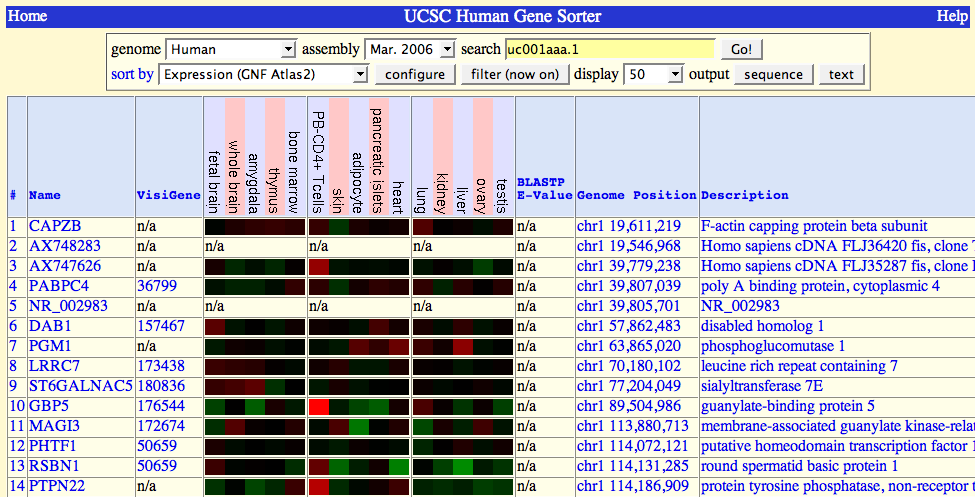 Home UCSC Human Gene Sorter Help
genome Human assembly Mar. 2006 search uc001aaa.1 Go!
sort by Expression (GNF Atlas2) configure filter (now on) display 50 output sequence text
# Name VisiGene fetal brain whole brain amygdala thymus bone marrow PB-CD4+ Tcells skin adipocyte pancreatic islets heart lung kidney liver ovary testis BLASTP E-Value Genome Position Description
1 CAPZB n/a n/a chr1 19,611,219 F-actin capping protein beta subunit
2 AX748283 n/a n/a n/a n/a n/a chr1 19,546,968 Homo sapiens cDNA FLJ36420 fis, clone
3 AX747626 n/a n/a chr1 39,779,238 Homo sapiens cDNA FLJ35287 fis, clone
4 PABPC4 36799 n/a chr1 39,807,039 poly A binding protein, cytoplasmic 4
5 NR_002983 n/a n/a n/a n/a n/a chr1 39,805,701 NR_002983
6 DAB1 157467 n/a chr1 57,862,483 disabled homolog 1
7 PGM1 n/a n/a chr1 63,865,020 phosphoglucomutase 1
8 LRRC7 173438 n/a chr1 70,180,102 leucine rich repeat containing 7
9 ST6GALNAC5 180836 n/a chr1 77,204,049 sialyltransferase 7E
10 GBP5 176544 n/a chr1 89,504,986 guanylate-binding protein 5
11 MAGI3 172674 n/a chr1 113,880,713 membrane-associated guanylate kinase-rela
12 PHTF1 50659 n/a chr1 114,072,121 putative homeodomain transcription factor 1
13 RSBN1 50659 n/a chr1 114,131,285 round spermatid basic protein 1
14 PTPN22 n/a n/a chr1 114,186,909 protein tyrosine phosphatase, non-receptor t